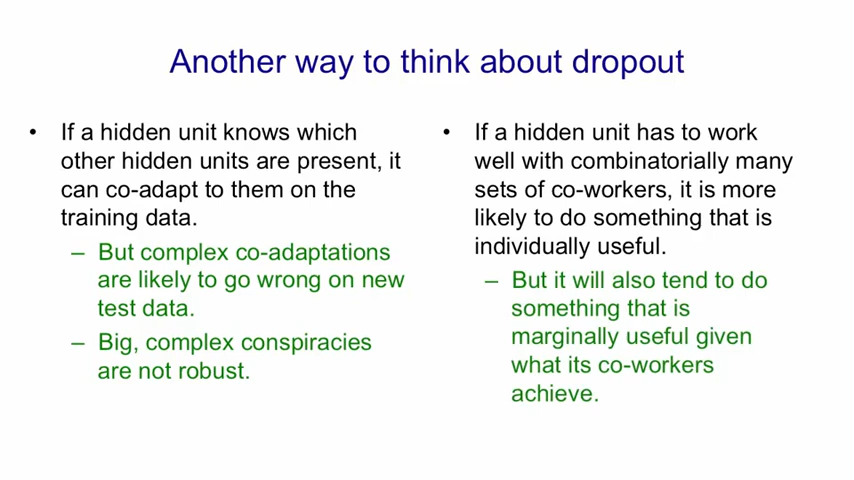 Another way to think about dropout
• If a hidden unit knows which
other hidden units are present, it
can co-adapt to them on the
training data.
– But complex co-adaptations
are likely to go wrong on new
test data.
– Big, complex conspiracies
are not robust.
• If a hidden unit has to work
well with combinatorially many
sets of co-workers, it is more
likely to do something that is
individually useful.
– But it will also tend to do
something that is
marginally useful given
what its co-workers
achieve.